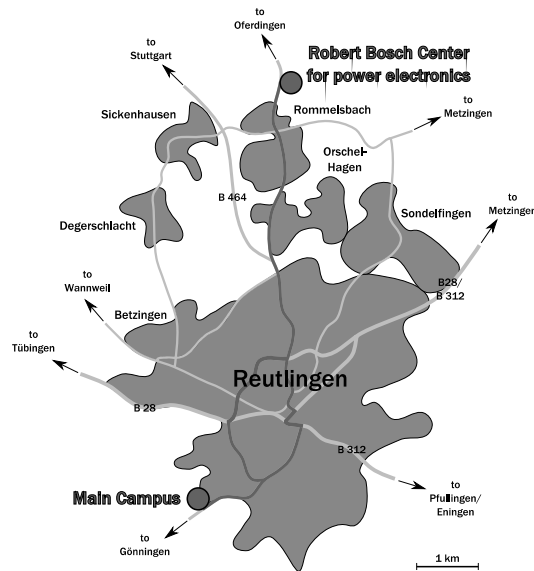 to
Oferdingen
to
Stuttgart
Robert Bosch Center
for power electronics
Sickenhausen
Rommelsbach
to
Metzingen
Orschel-
Hagen
B 464
Degerschlacht
Sondelfingen
to
Metzingen
to
Wannweil
B28/
B 312
Betzingen
to
Tübingen
Reutlingen
B 28
B 312
Main Campus
to
Pfullingen/
Eningen
to
Gönningen
1 km